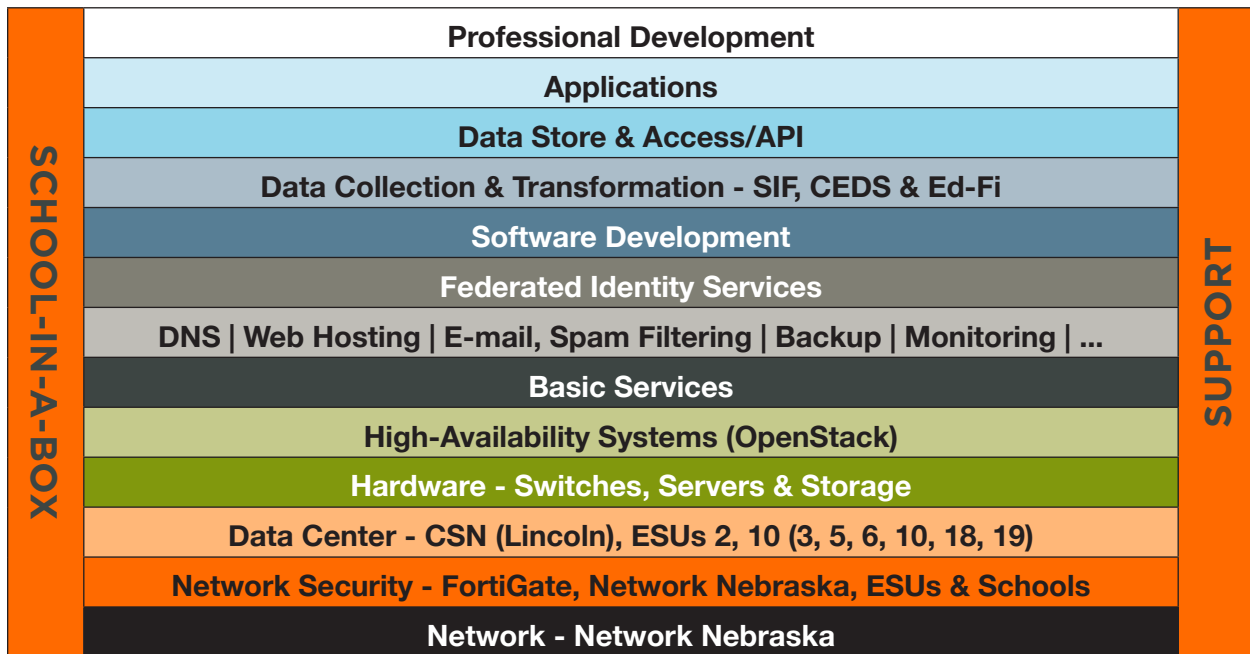 SCHOOL-IN-A-BOX
Professional Development
Applications
Data Store & Access/API
Data Collection & Transformation - SIF, CEDS & Ed-Fi
Software Development
Federated Identity Services
DNS | Web Hosting | E-mail, Spam Filtering | Backup | Monitoring | ...
Basic Services
High-Availability Systems (OpenStack)
Hardware - Switches, Servers & Storage
Data Center - CSN (Lincoln), ESUs 2, 10 (3, 5, 6, 10, 18, 19)
Network Security - FortiGate, Network Nebraska, ESUs & Schools
Network - Network Nebraska
SUPPORT